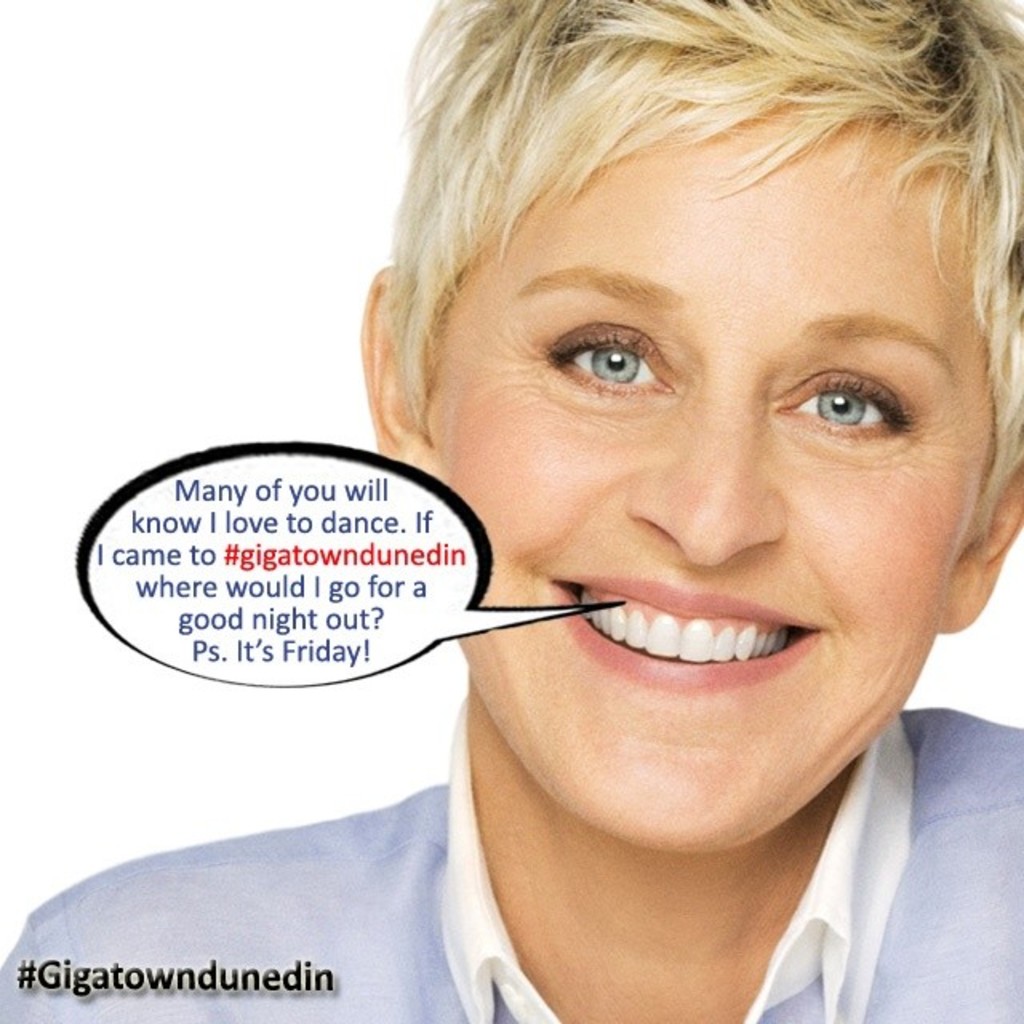 Many of you will
know I love to dance. If
I came to #gigatowndunedin
where would I go for a
good night out?
Ps. It's Friday!
#Gigatowndunedin